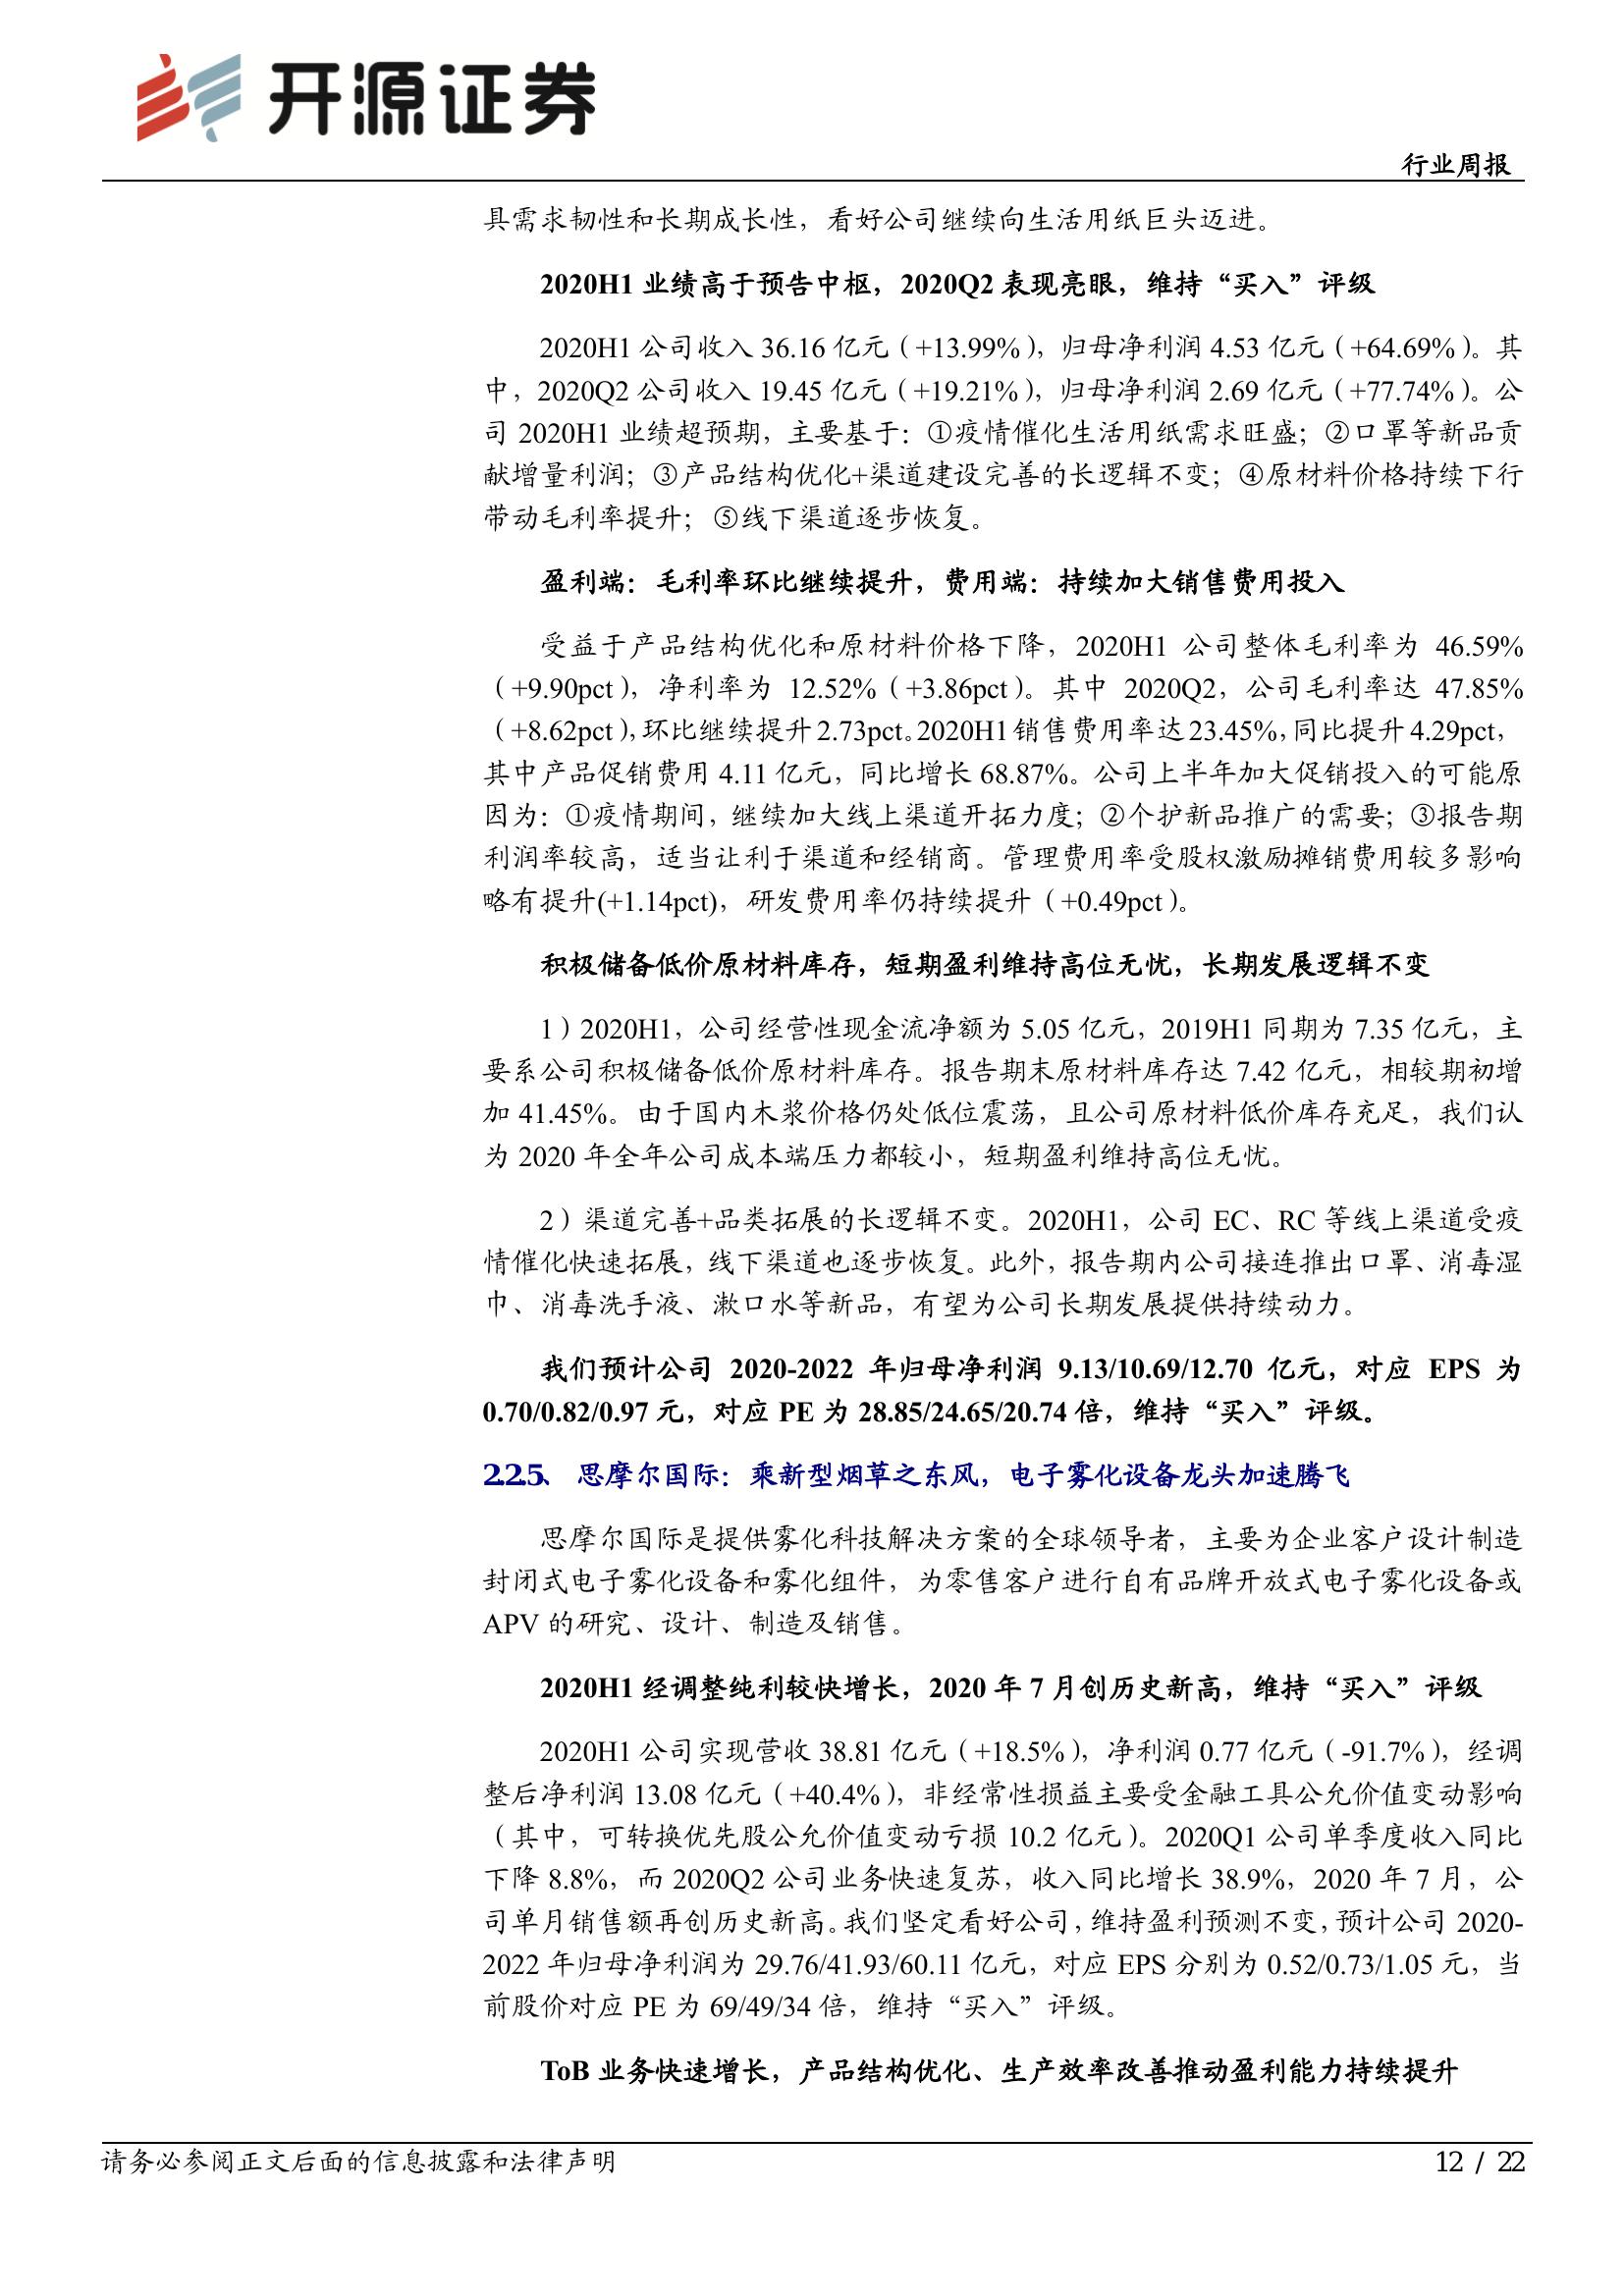 开源证券
行业周报
具需求韧性和长期成长性，看好公司继续向生活用纸巨头迈进。
2020H1 业绩高于预告中枢，2020Q2 表现亮眼，维持“买入”评级
2020H1 公司收入 36.16 亿元（+13.99%），归母净利润 4.53 亿元（+64.69%）。其
中，2020Q2 公司收入 19.45 亿元（+19.21%），归母净利润 2.69 亿元（+77.74%）。公
司 2020H1 业绩超预期，主要基于：①疫情催化生活用纸需求旺盛；②口罩等新品贡
献增量利润；③产品结构优化+渠道建设完善的长逻辑不变；④原材料价格持续下行
带动毛利率提升；⑤线下渠道逐步恢复。
盈利端：毛利率环比继续提升，费用端：持续加大销售费用投入
受益于产品结构优化和原材料价格下降，2020H1 公司整体毛利率为 46.59%
（+9.90pct），净利率为 12.52%（+3.86pct）。其中 2020Q2，公司毛利率达 47.85%
（+8.62pct），环比继续提升 2.73pct。2020H1 销售费用率达 23.45%，同比提升 4.29pct，
其中产品促销费用 4.11 亿元，同比增长 68.87%。公司上半年加大促销投入的可能原
因为：①疫情期间，继续加大线上渠道开拓力度；②个护新品推广的需要；③报告期
利润率较高，适当让利于渠道和经销商。管理费用率受股权激励摊销费用较多影响
略有提升(+1.14pct)，研发费用率仍持续提升（+0.49pct）。
积极储备低价原材料库存，短期盈利维持高位无忧，长期发展逻辑不变
1）2020H1，公司经营性现金流净额为 5.05 亿元，2019H1 同期为 7.35 亿元，主
要系公司积极储备低价原材料库存。报告期末原材料库存达 7.42 亿元，相较期初增
加 41.45%。由于国内木浆价格仍处低位震荡，且公司原材料低价库存充足，我们认
为 2020 年全年公司成本端压力都较小，短期盈利维持高位无忧。
2）渠道完善+品类拓展的长逻辑不变。2020H1，公司 EC、RC 等线上渠道受疫
情催化快速拓展，线下渠道也逐步恢复。此外，报告期内公司接连推出口罩、消毒湿
巾、消毒洗手液、漱口水等新品，有望为公司长期发展提供持续动力。
我们预计公司 2020-2022 年归母净利润 9.13/10.69/12.70 亿元，对应 EPS 为
0.70/0.82/0.97 元，对应 PE 为 28.85/24.65/20.74 倍，维持“买入”评级。
2.2.5、 思摩尔国际：乘新型烟草之东风，电子雾化设备龙头加速腾飞
思摩尔国际是提供雾化科技解决方案的全球领导者，主要为企业客户设计制造
封闭式电子雾化设备和雾化组件，为零售客户进行自有品牌开放式电子雾化设备或
APV 的研究、设计、制造及销售。
2020H1 经调整纯利较快增长，2020 年 7 月创历史新高，维持“买入”评级
2020H1 公司实现营收 38.81 亿元（+18.5%），净利润 0.77 亿元（-91.7%），经调
整后净利润 13.08 亿元（+40.4%），非经常性损益主要受金融工具公允价值变动影响
（其中，可转换优先股公允价值变动亏损 10.2 亿元）。2020Q1 公司单季度收入同比
下降 8.8%，而 2020Q2 公司业务快速复苏，收入同比增长 38.9%，2020 年 7 月，公
司单月销售额再创历史新高。我们坚定看好公司，维持盈利预测不变，预计公司 2020-
2022 年归母净利润为 29.76/41.93/60.11 亿元，对应 EPS 分别为 0.52/0.73/1.05 元，当
前股价对应 PE 为 69/49/34 倍，维持“买入”评级。
ToB 业务快速增长，产品结构优化、生产效率改善推动盈利能力持续提升
请务必参阅正文后面的信息披露和法律声明
12 / 22